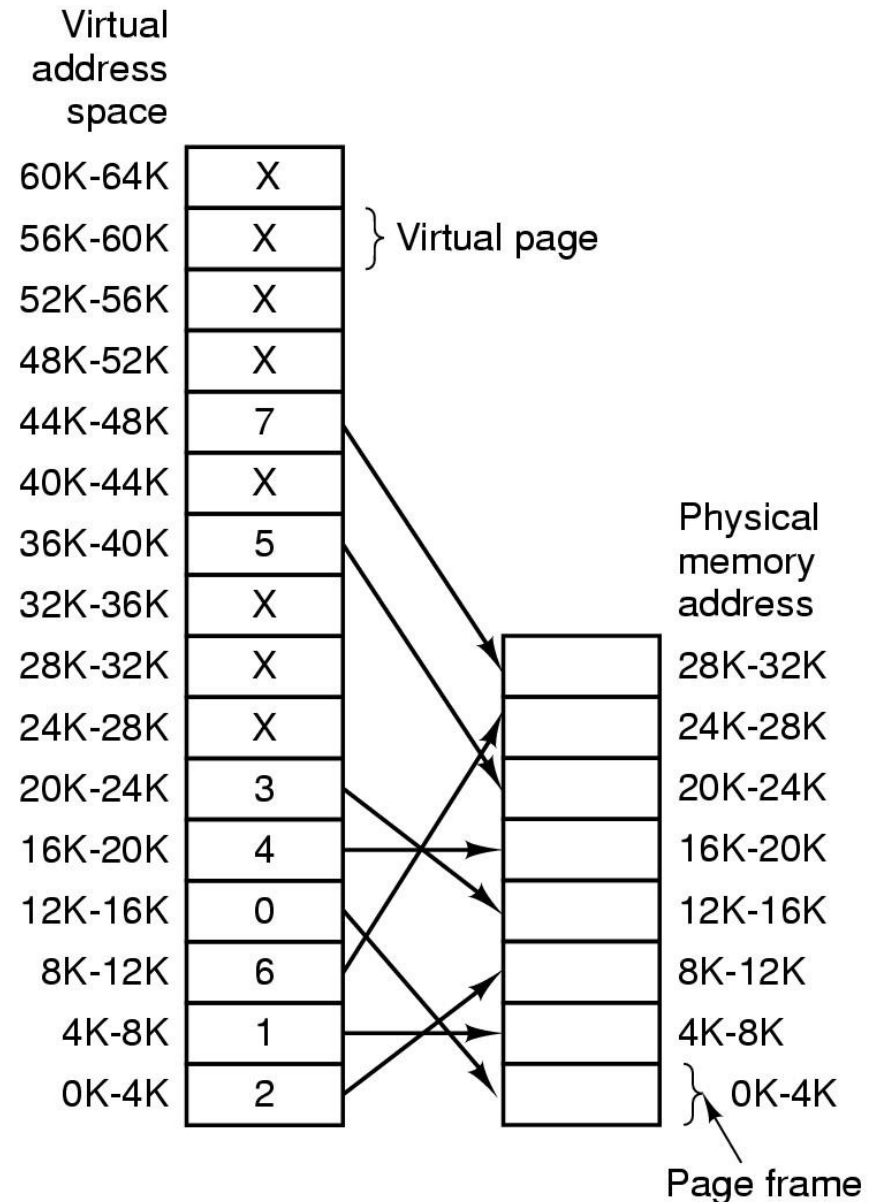 Virtual
address
space
60K-64K X
56K-60K X Virtual page
52K-56K X
48K-52K X
44K-48K 7
40K-44K X
36K-40K 5
32K-36K X
28K-32K X
24K-28K X
20K-24K 3
16K-20K 4
12K-16K 0
8K-12K 6
4K-8K 1
0K-4K 2
Physical
memory
address
28K-32K
24K-28K
20K-24K
16K-20K
12K-16K
8K-12K
4K-8K
0K-4K
Page frame